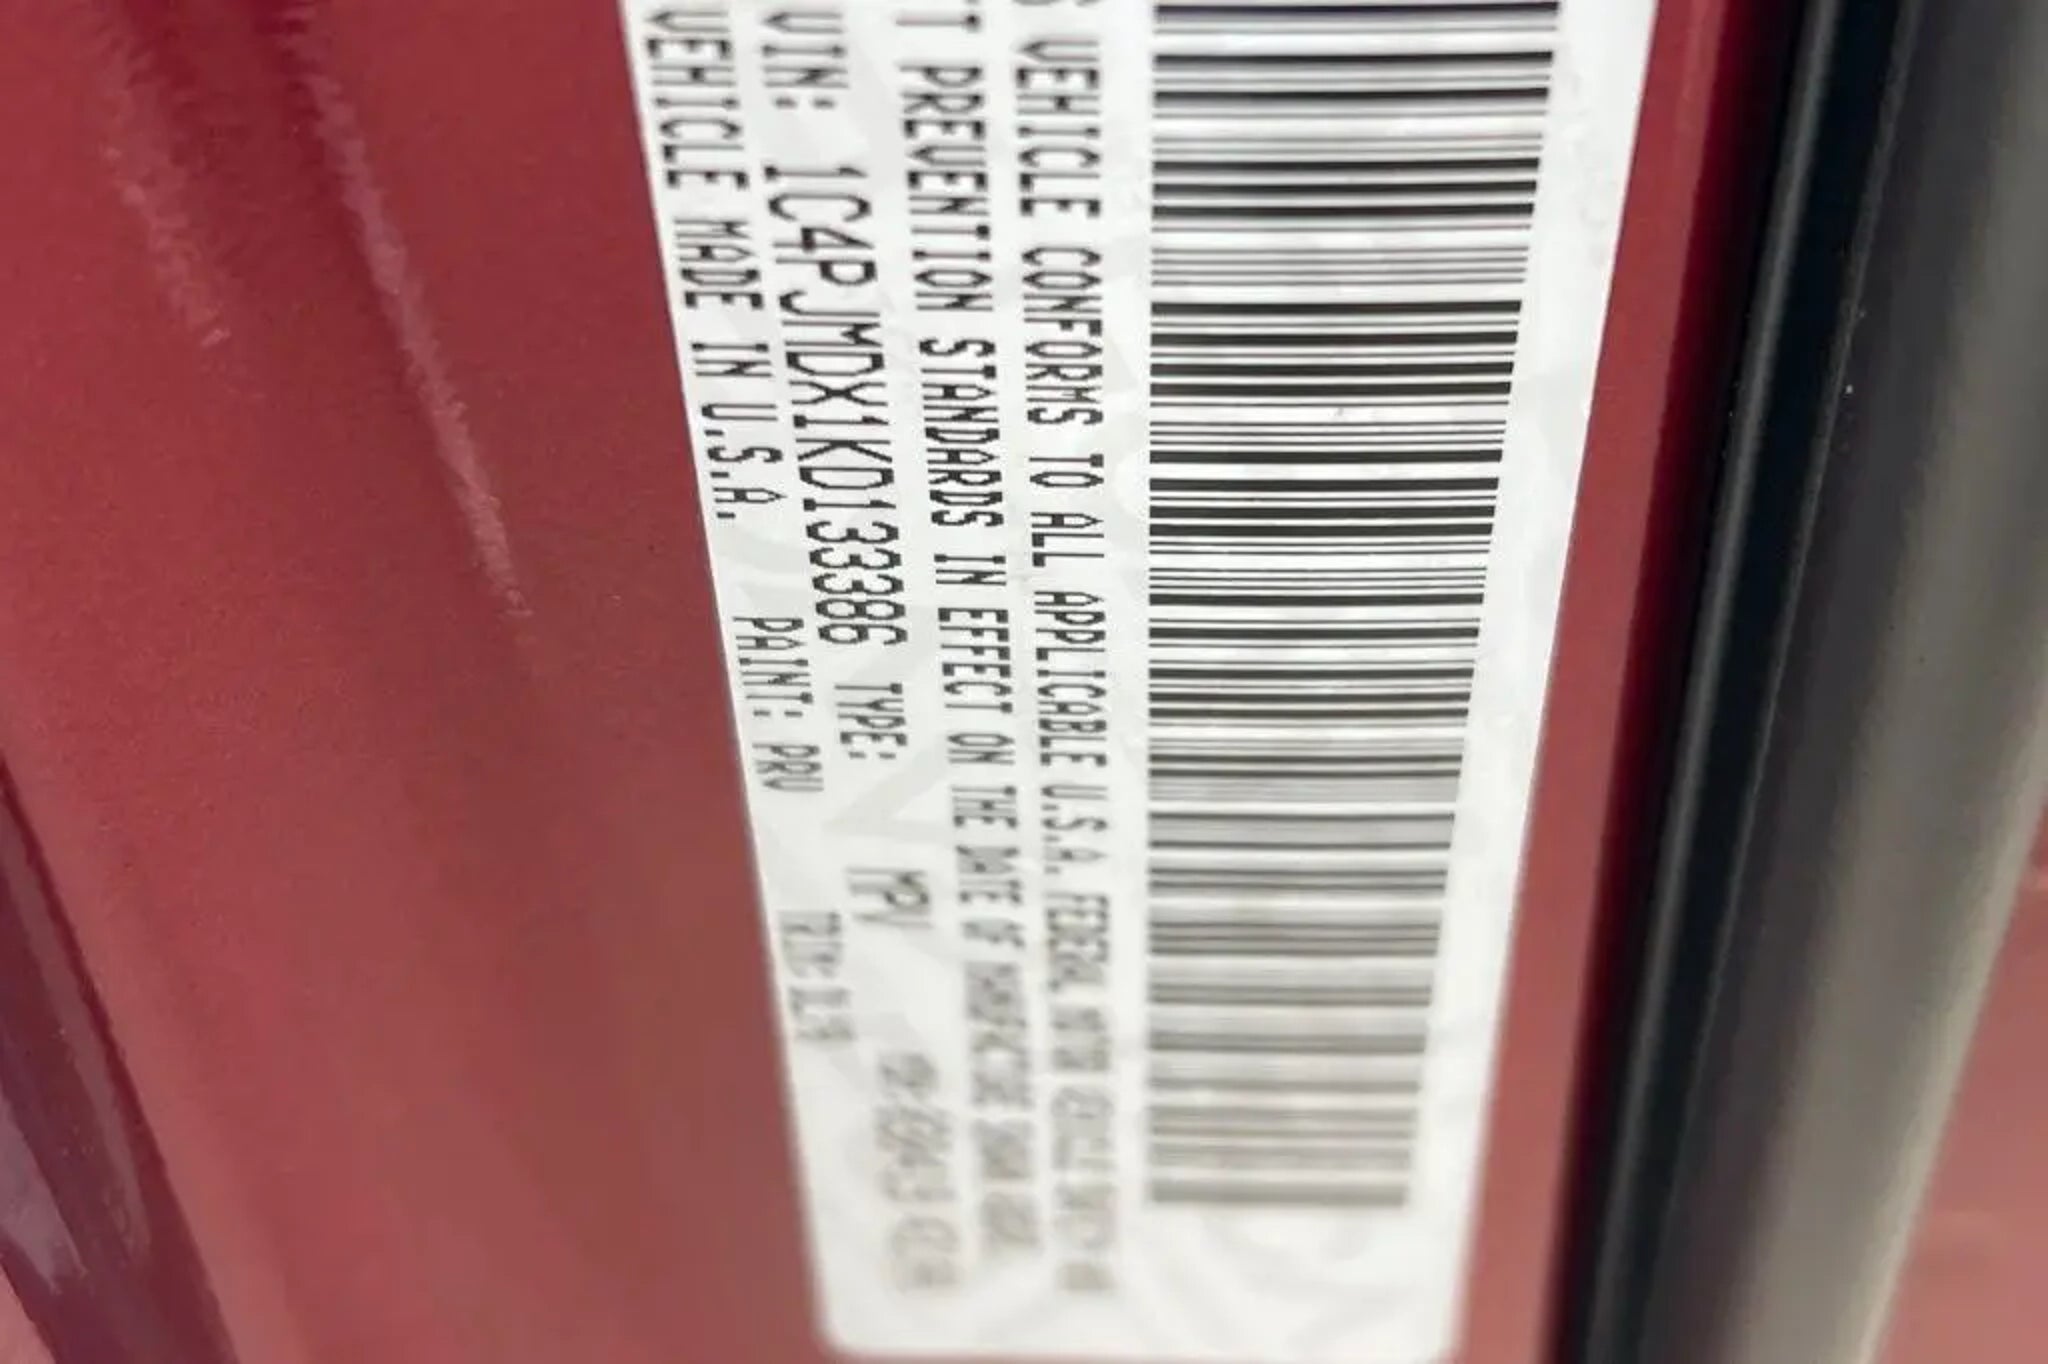 S VEHICLE CONFORMS TO ALL APPLICABLE U.S.A. FEDERAL
FT PREVENTION STANDARDS IN EFFECT ON THE DATE OF
VIN: 1C4PJMDX1KD133386 TYPE: MPV
VEHICLE MADE IN U.S.A. PAINT: PRV